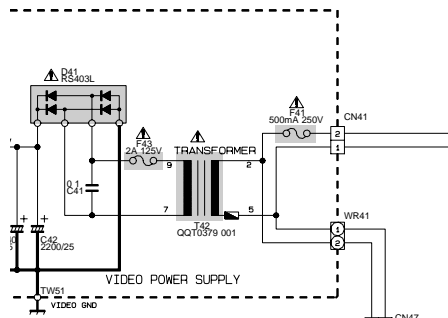 D41
RS403L
F43
2A 125V
F41
500mA 250V
CN41
2
1
TRANSFORMER
9
2
0.1
C41
7
5
T42
QQT0379 001
WR41
1
2
+
+
C42
2200/25
VIDEO POWER SUPPLY
TW51
VIDEO GND
CN47